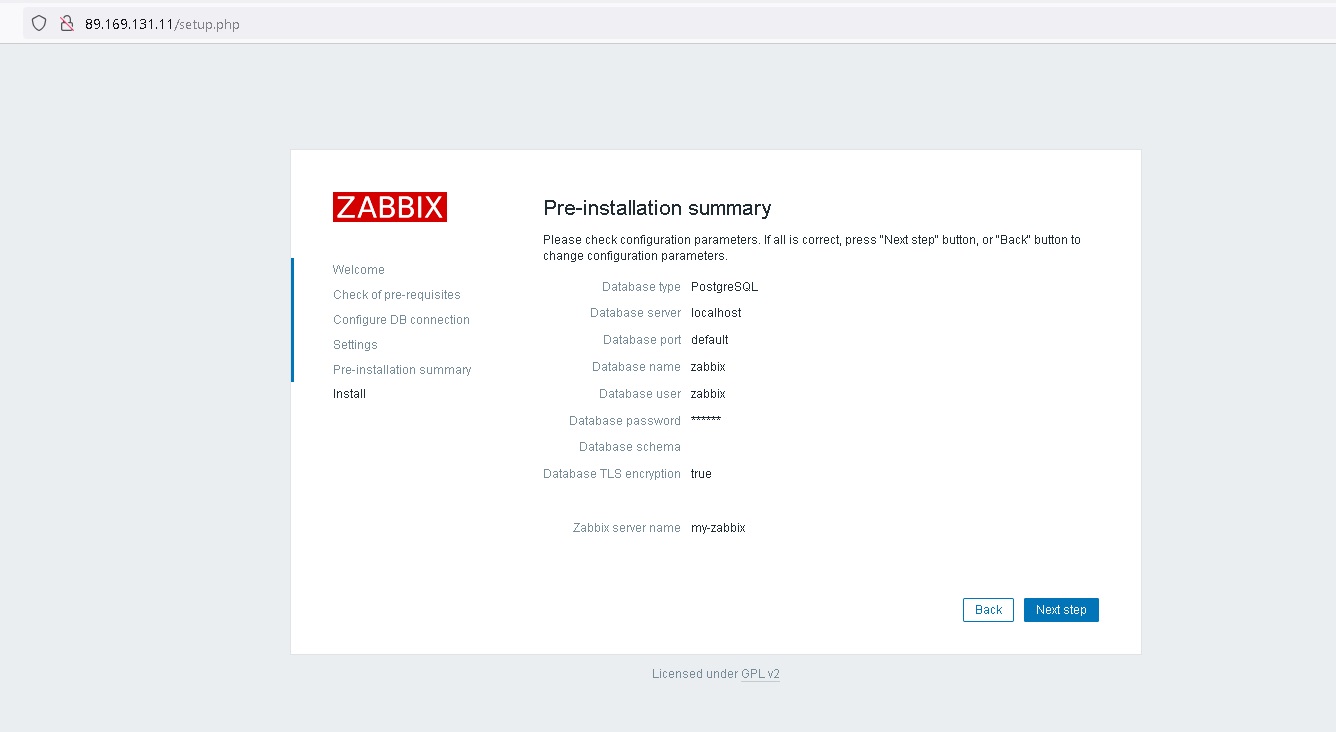 89.169.131.11/setup.php
ZABBIX
Welcome
Check of pre-requisites
Configure DB connection
Settings
Pre-installation summary
Install
Pre-installation summary
Please check configuration parameters. If all is correct, press "Next step" button, or "Back" button to
change configuration parameters.
Database type PostgreSQL
Database server localhost
Database port default
Database name zabbix
Database user zabbix
Database password ******
Database schema
Database TLS encryption true
Zabbix server name my-zabbix
Back Next step
Licensed under GPL v2